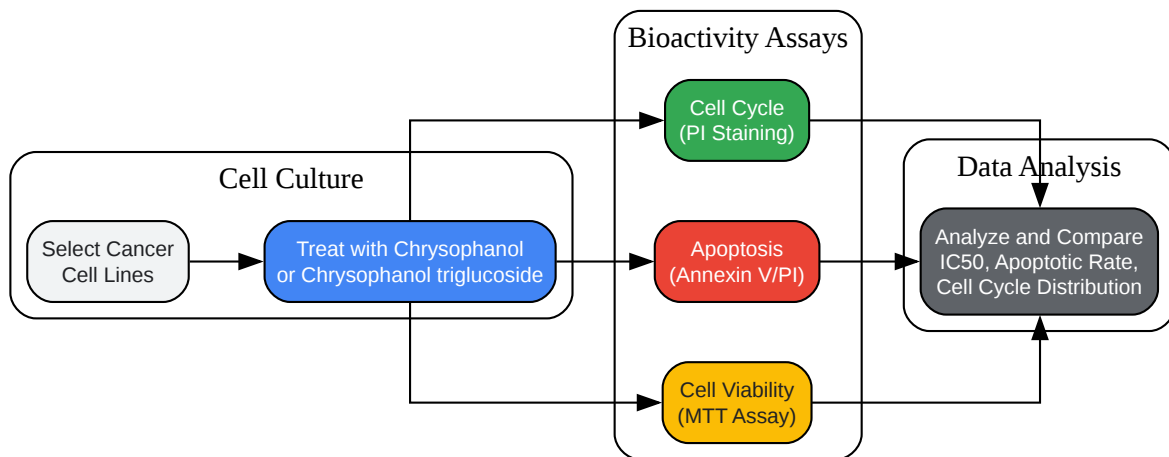 Cell Culture
Select Cancer
Cell Lines
Treat with Chrysophanol
or Chrysophanol triglucoside
Bioactivity Assays
Cell Cycle
(PI Staining)
Apoptosis
(Annexin V/PI)
Cell Viability
(MTT Assay)
Data Analysis
Analyze and Compare
IC50, Apoptotic Rate,
Cell Cycle Distribution